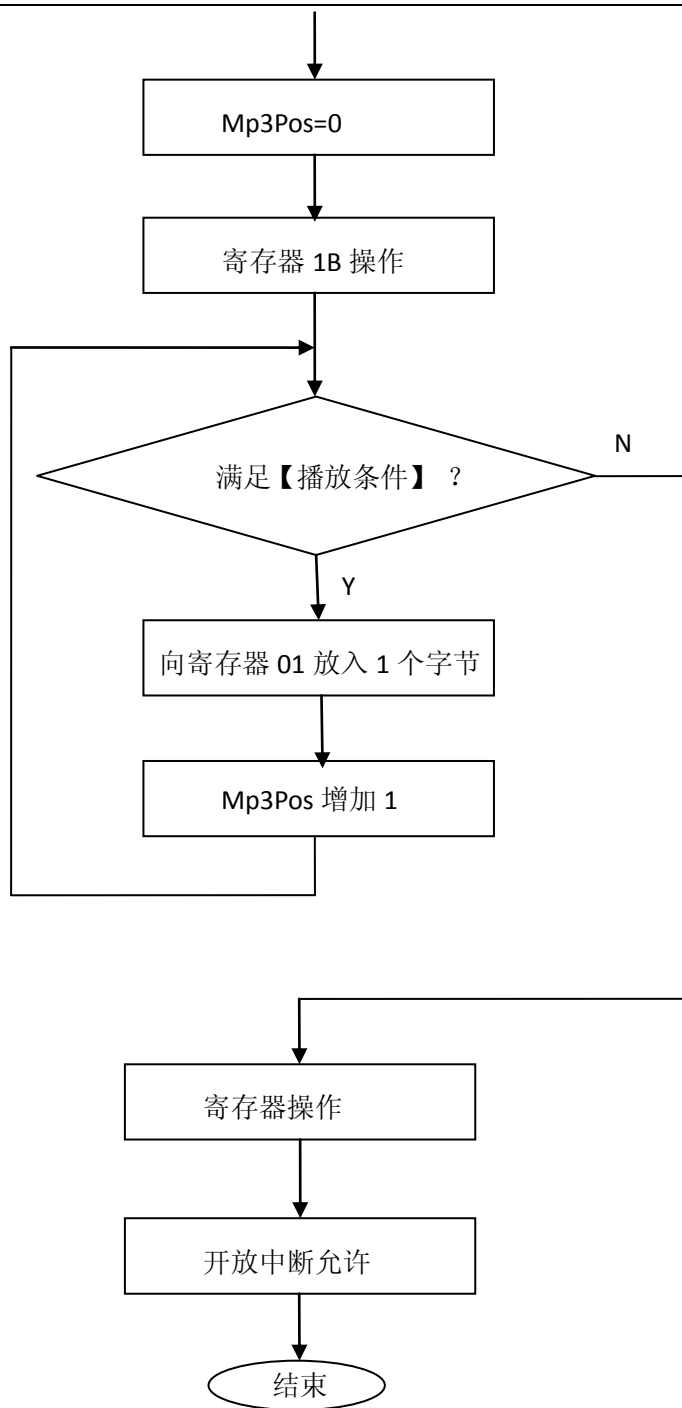 Mp3Pos=0
寄存器 1B 操作
满足【播放条件】 ？
N
Y
向寄存器 01 放入 1 个字节
Mp3Pos 增加 1
寄存器操作
开放中断允许
结束